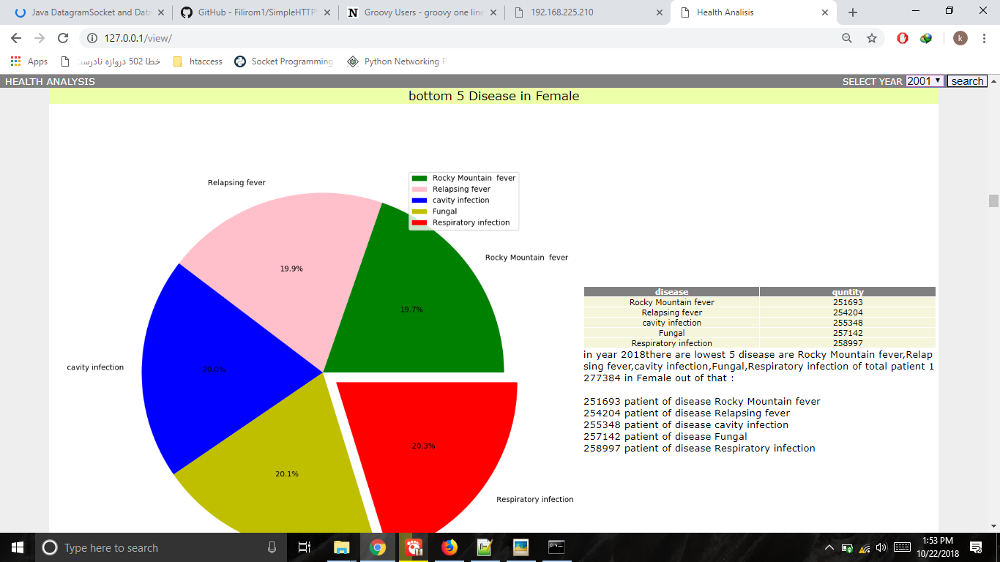 Java DatagramSocket and Data
GitHub - Filirom1/SimpleHTTPS
Groovy Users - groovy one line
192.168.225.210
Health Analisis
127.0.0.1/view/
k
Apps
خطا 502 دروازه نادرست
htaccess
Socket Programming
Python Networking P
HEALTH ANALYSIS
SELECT YEAR 2001 search
bottom 5 Disease in Female
Relapsing fever
Rocky Mountain fever
Relapsing fever
cavity infection
Fungal
Respiratory infection
Rocky Mountain fever
19.9%
19.7%
cavity infection
20.0%
20.3%
20.1%
Respiratory infection
disease quntity
Rocky Mountain fever 251693
Relapsing fever 254204
cavity infection 255348
Fungal 257142
Respiratory infection 258997
in year 2018there are lowest 5 disease are Rocky Mountain fever,Relap
sing fever,cavity infection,Fungal,Respiratory infection of total patient 1
277384 in Female out of that :
251693 patient of disease Rocky Mountain fever
254204 patient of disease Relapsing fever
255348 patient of disease cavity infection
257142 patient of disease Fungal
258997 patient of disease Respiratory infection
Type here to search
1:53 PM
10/22/2018